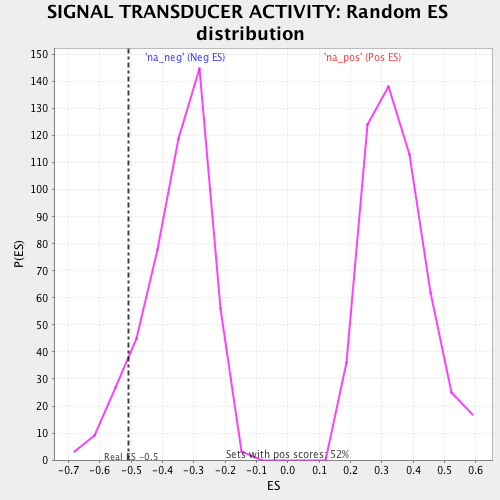 SIGNAL TRANSDUCER ACTIVITY: Random ES
distribution
'na_neg' (Neg ES)
'na_pos' (Pos ES)
150
140
130
120
110
100
90
80
70
60
50
40
30
20
10
0
P(ES)
Real ES -0.5
Sets with pos scores: 52%
-0.7 -0.6 -0.5 -0.4 -0.3 -0.2 -0.1 0.0 0.1 0.2 0.3 0.4 0.5 0.6
ES